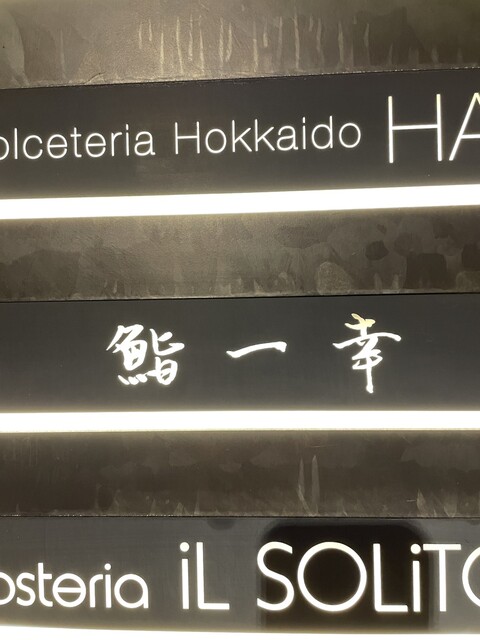 olceteria Hokkaido HA
鮨 一 幸
osteria iL SOLiTO